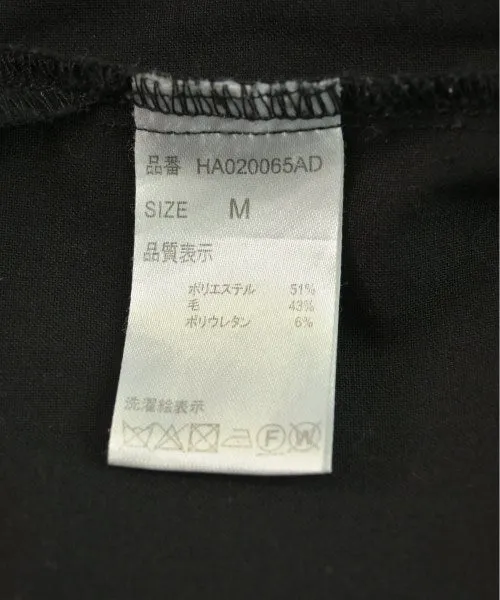 品番 HA020065AD
SIZE M
品質表示
ポリエステル 51%
毛 43%
ポリウレタン 6%
洗濯絵表示
F W